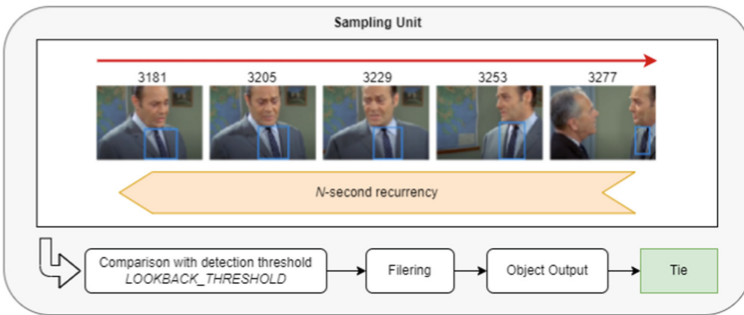 Sampling Unit
3181 3205 3229 3253 3277
N-second recurrency
Comparison with detection threshold
LOOKBACK_THRESHOLD
Filering
Object Output
Tie